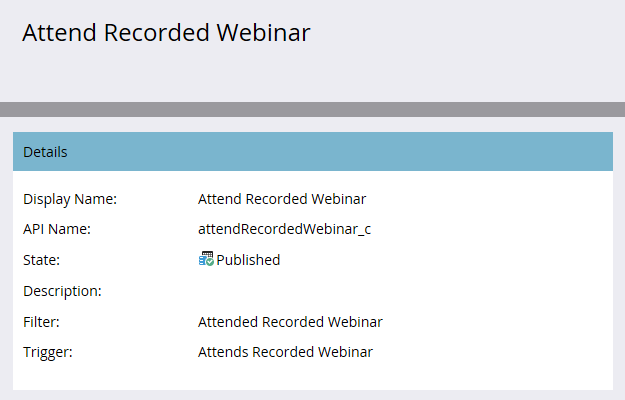 Attend Recorded Webinar
Details
Display Name: Attend Recorded Webinar
API Name: attendRecordedWebinar_c
State: Published
Description:
Filter: Attended Recorded Webinar
Trigger: Attends Recorded Webinar